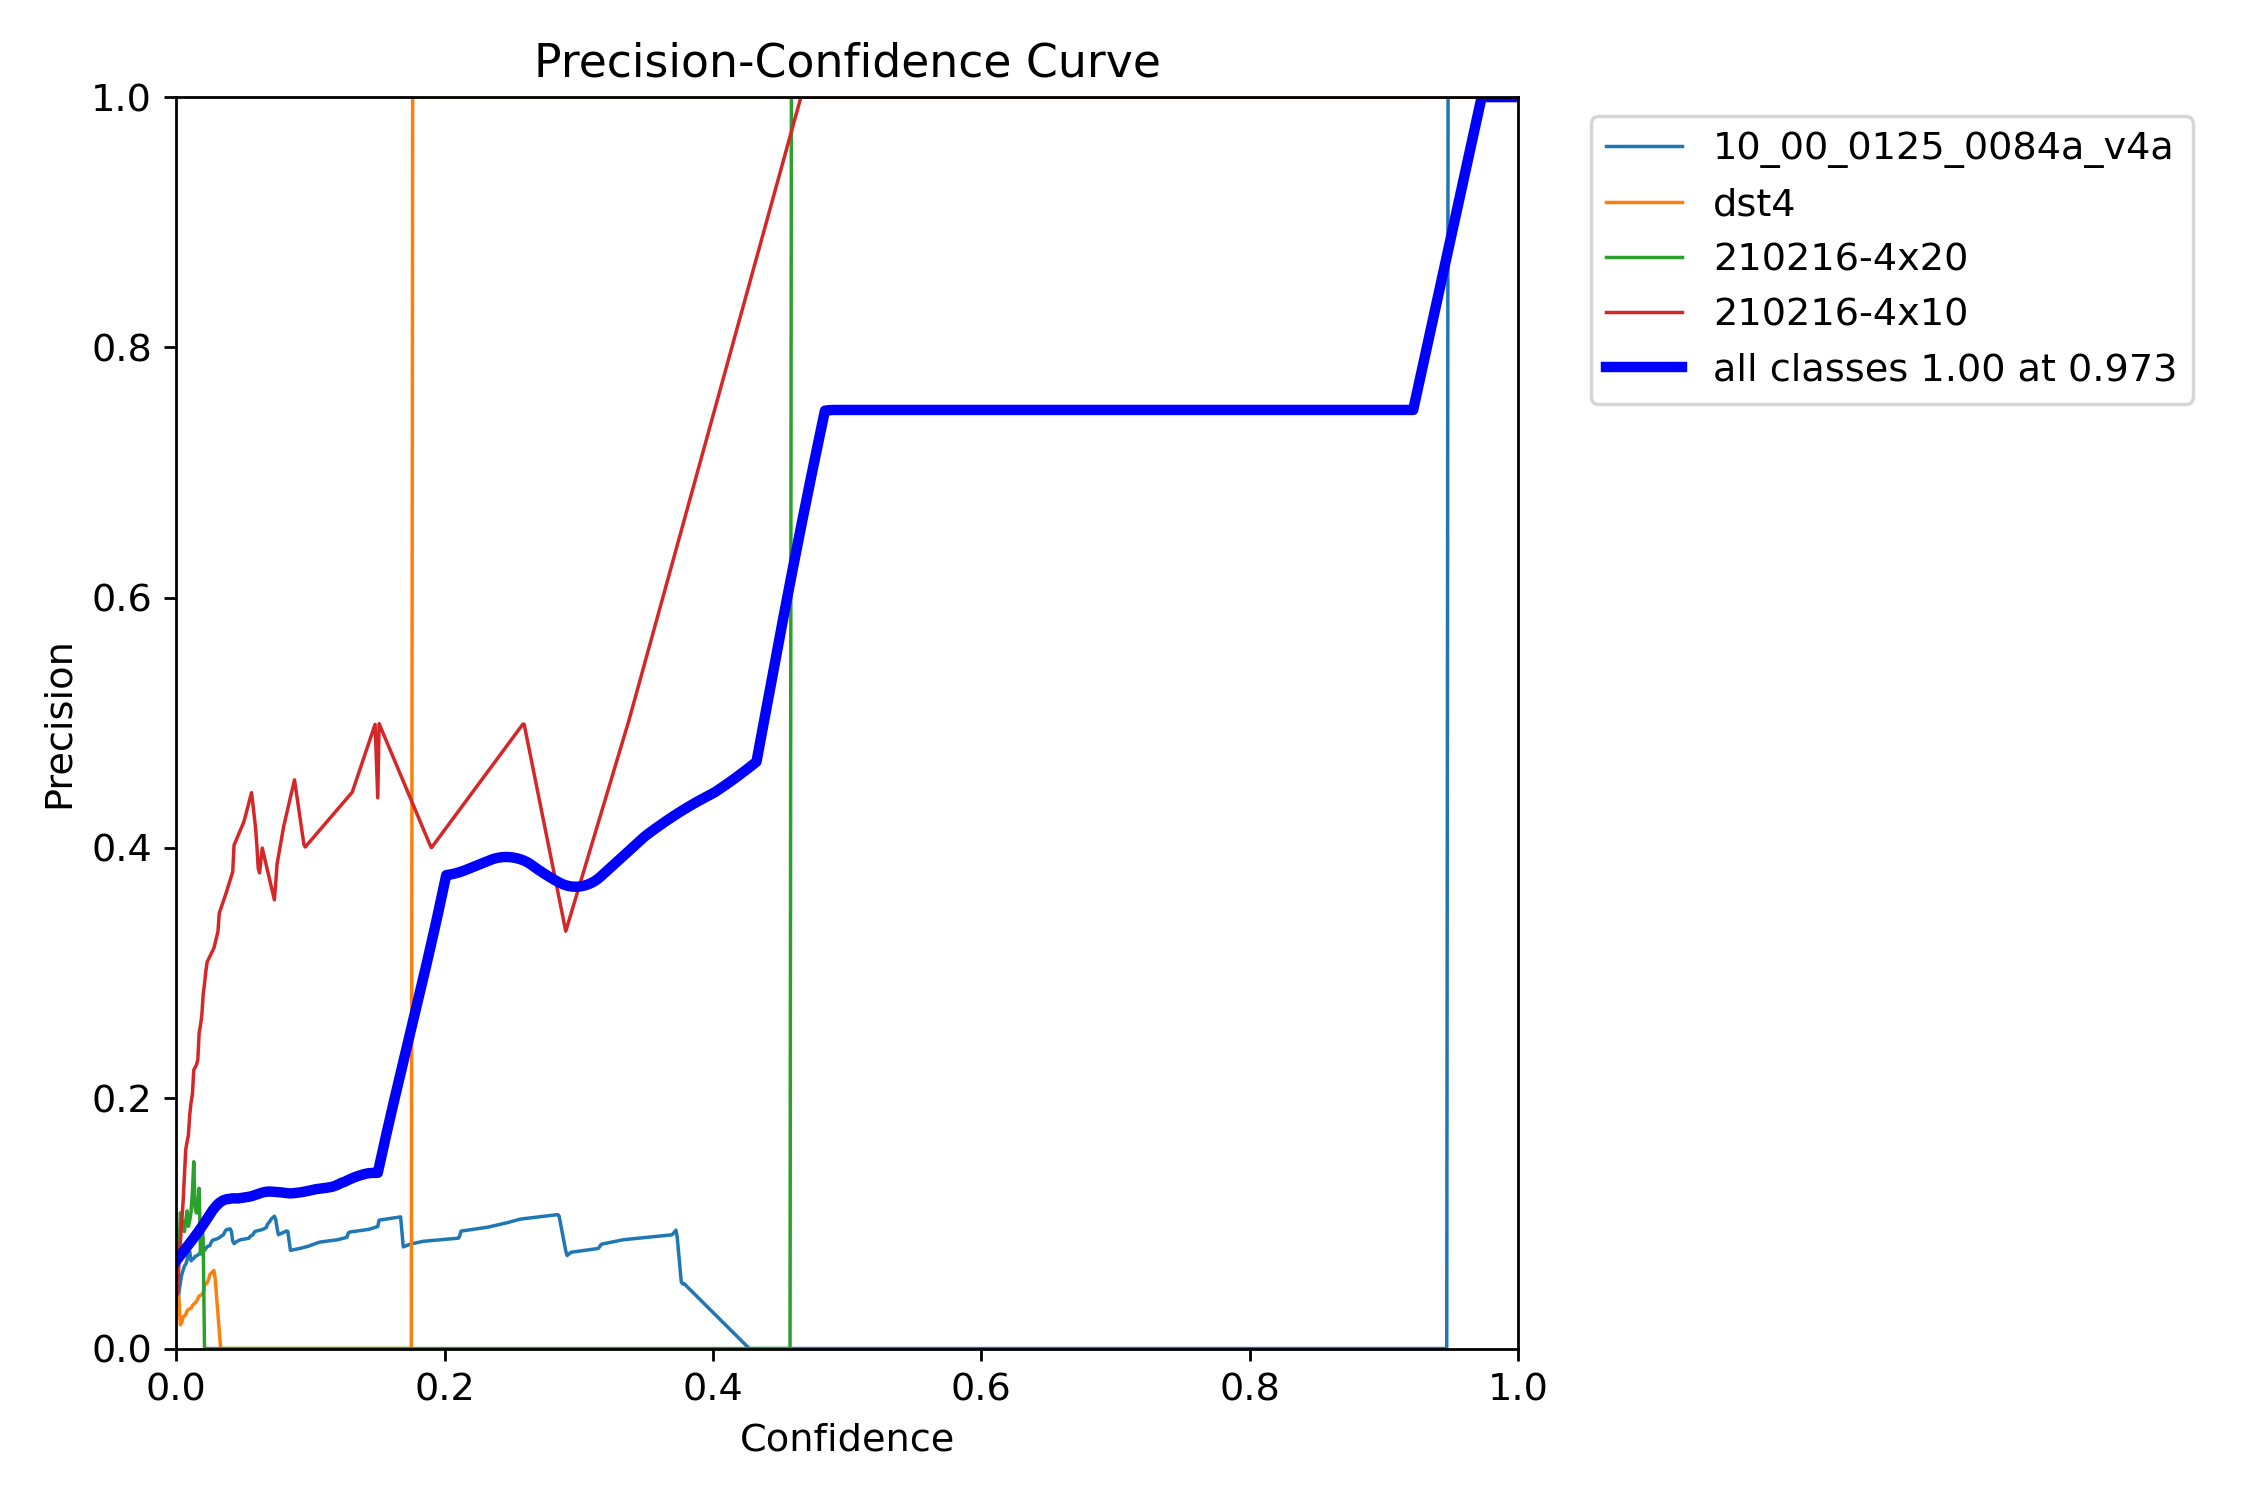 Precision-Confidence Curve
1.0
0.8
0.6
0.4
0.2
0.0
Precision
0.0 0.2 0.4 0.6 0.8 1.0
Confidence
10_00_0125_0084a_v4a
dst4
210216-4x20
210216-4x10
all classes 1.00 at 0.973